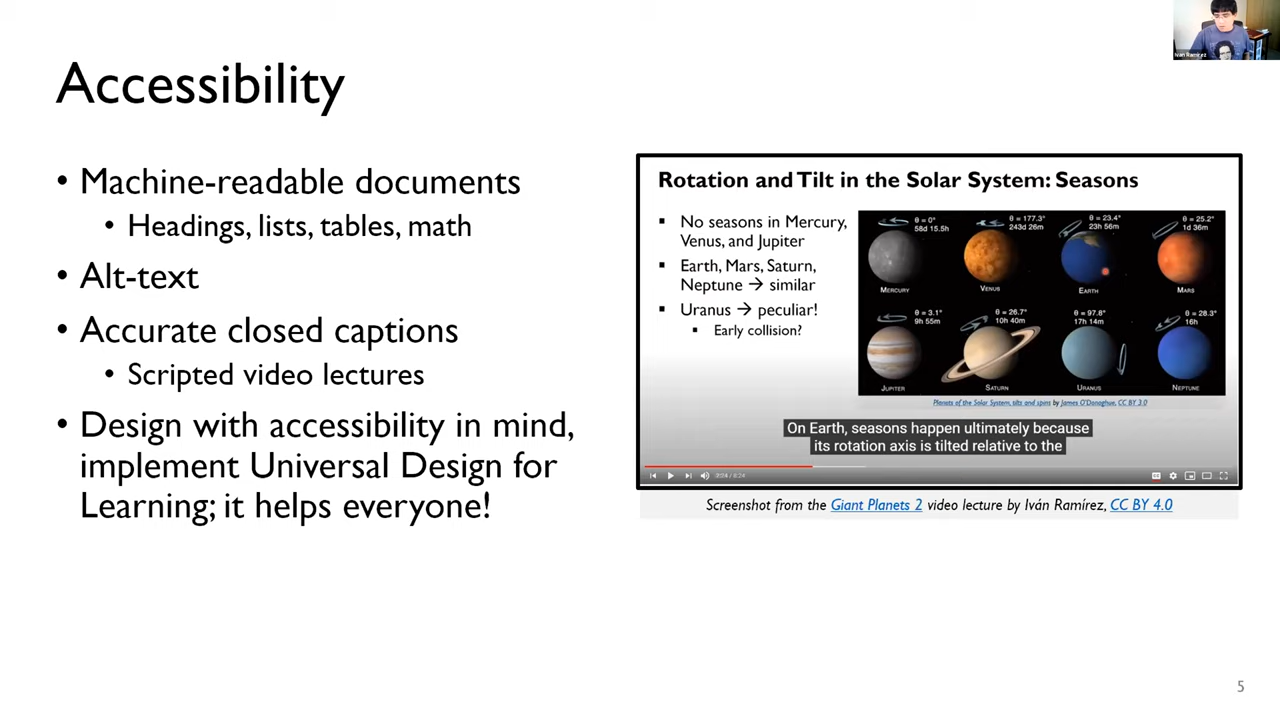 Iván Ramírez
Accessibility
• Machine-readable documents
• Headings, lists, tables, math
• Alt-text
• Accurate closed captions
• Scripted video lectures
• Design with accessibility in mind,
implement Universal Design for
Learning; it helps everyone!
Rotation and Tilt in the Solar System: Seasons
▪ No seasons in Mercury,
Venus, and Jupiter
▪ Earth, Mars, Saturn,
Neptune → similar
▪ Uranus → peculiar!
▪ Early collision?
θ = 0°
58d 15.5h
MERCURY
θ = 177.3°
243d 26m
VENUS
θ = 23.4°
23h 56m
EARTH
θ = 25.2°
1d 36m
MARS
θ = 3.1°
9h 55m
JUPITER
θ = 26.7°
10h 40m
SATURN
θ = 97.8°
17h 14m
URANUS
θ = 28.3°
16h
NEPTUNE
Planets of the Solar System, tilts and spins by James O'Donoghue, CC BY 3.0
On Earth, seasons happen ultimately because
its rotation axis is tilted relative to the
Screenshot from the Giant Planets 2 video lecture by Iván Ramírez, CC BY 4.0
5